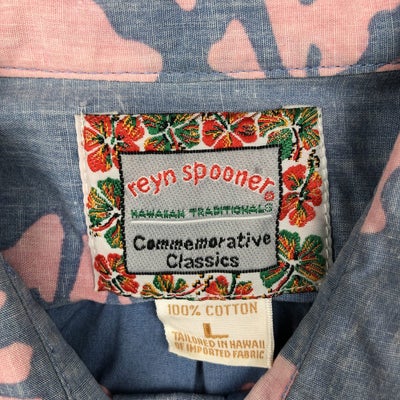 reyn spooner®
HAWAIIAN TRADITIONALS
Commemorative
Classics
100% COTTON
L
TAILORED IN HAWAII
OF IMPORTED FABRIC